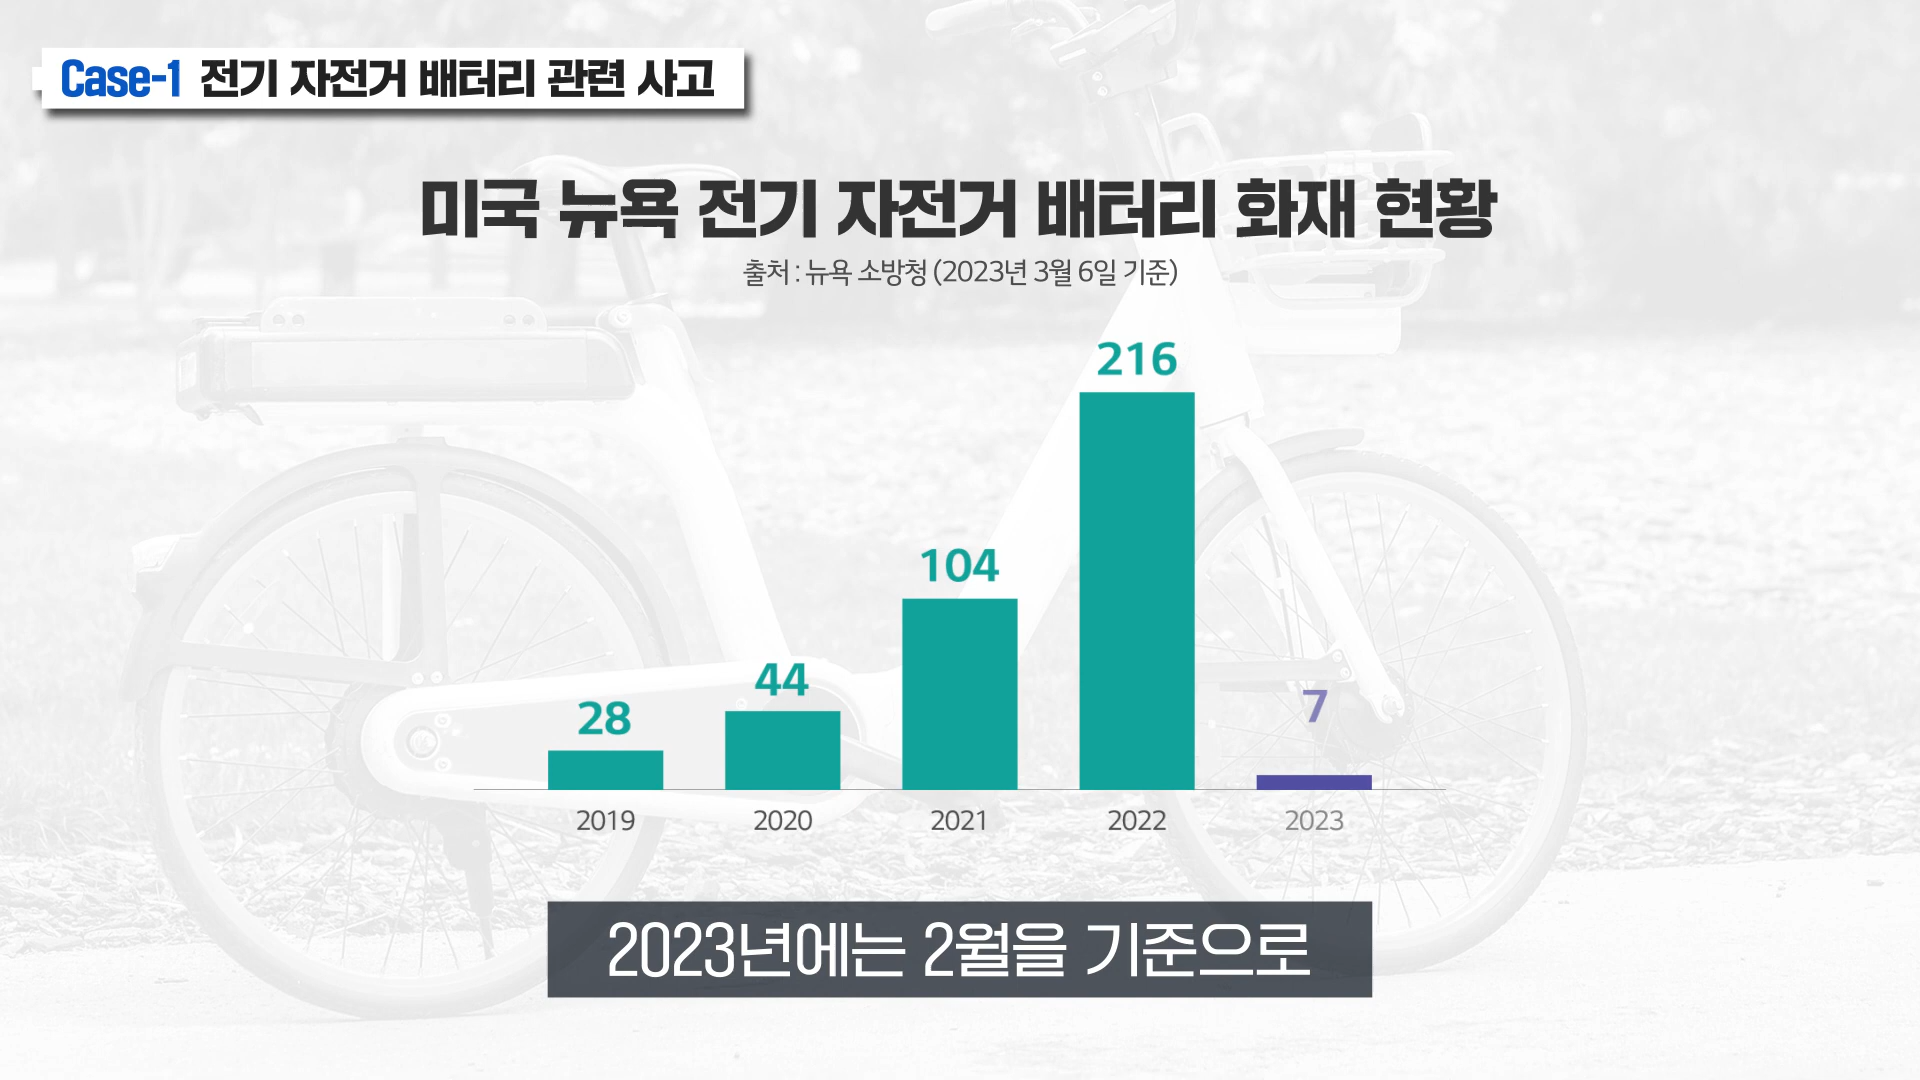 Case-1 전기 자전거 배터리 관련 사고
미국 뉴욕 전기 자전거 배터리 화재 현황
출처 : 뉴욕 소방청 (2023년 3월 6일 기준)
216
104
44
28
7
2019 2020 2021 2022 2023
2023년에는 2월을 기준으로